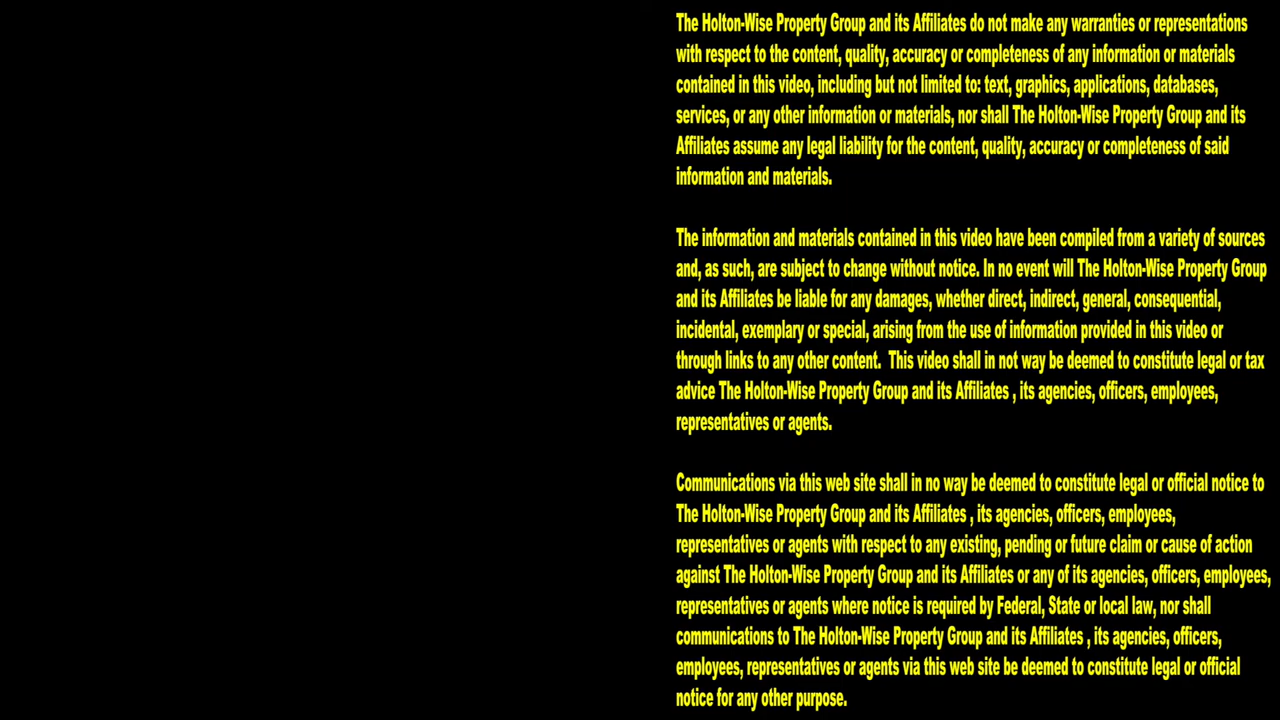 The Holton-Wise Property Group and its Affiliates do not make any warranties or representations
with respect to the content, quality, accuracy or completeness of any information or materials
contained in this video, including but not limited to: text, graphics, applications, databases,
services, or any other information or materials, nor shall The Holton-Wise Property Group and its
Affiliates assume any legal liability for the content, quality, accuracy or completeness of said
information and materials.
The information and materials contained in this video have been compiled from a variety of sources
and, as such, are subject to change without notice. In no event will The Holton-Wise Property Group
and its Affiliates be liable for any damages, whether direct, indirect, general, consequential,
incidental, exemplary or special, arising from the use of information provided in this video or
through links to any other content.  This video shall in not way be deemed to constitute legal or tax
advice The Holton-Wise Property Group and its Affiliates , its agencies, officers, employees,
representatives or agents.
Communications via this web site shall in no way be deemed to constitute legal or official notice to
The Holton-Wise Property Group and its Affiliates , its agencies, officers, employees,
representatives or agents with respect to any existing, pending or future claim or cause of action
against The Holton-Wise Property Group and its Affiliates or any of its agencies, officers, employees,
representatives or agents where notice is required by Federal, State or local law, nor shall
communications to The Holton-Wise Property Group and its Affiliates , its agencies, officers,
employees, representatives or agents via this web site be deemed to constitute legal or official
notice for any other purpose.